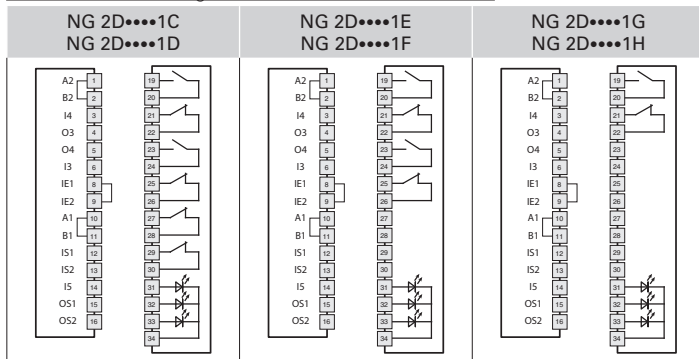 NG 2D••••1C NG 2D••••1E NG 2D••••1G
NG 2D••••1D NG 2D••••1F NG 2D••••1H
A2 1 19 A2 1 19 A2 1 19
B2 2 20 B2 2 20 B2 2 20
I4 3 21 I4 3 21 I4 3 21
O3 4 22 O3 4 22 O3 4 22
O4 5 23 O4 5 23 O4 5 23
I3 6 24 I3 6 24 I3 6 24
IE1 8 25 IE1 8 25 IE1 8 25
IE2 9 26 IE2 9 26 IE2 9 26
A1 10 27 A1 10 27 A1 10 27
B1 11 28 B1 11 28 B1 11 28
IS1 12 29 IS1 12 29 IS1 12 29
IS2 13 30 IS2 13 30 IS2 13 30
I5 14 31 I5 14 31 I5 14 31
OS1 15 32 OS1 15 32 OS1 15 32
OS2 16 33 OS2 16 33 OS2 16 33
34 34 34